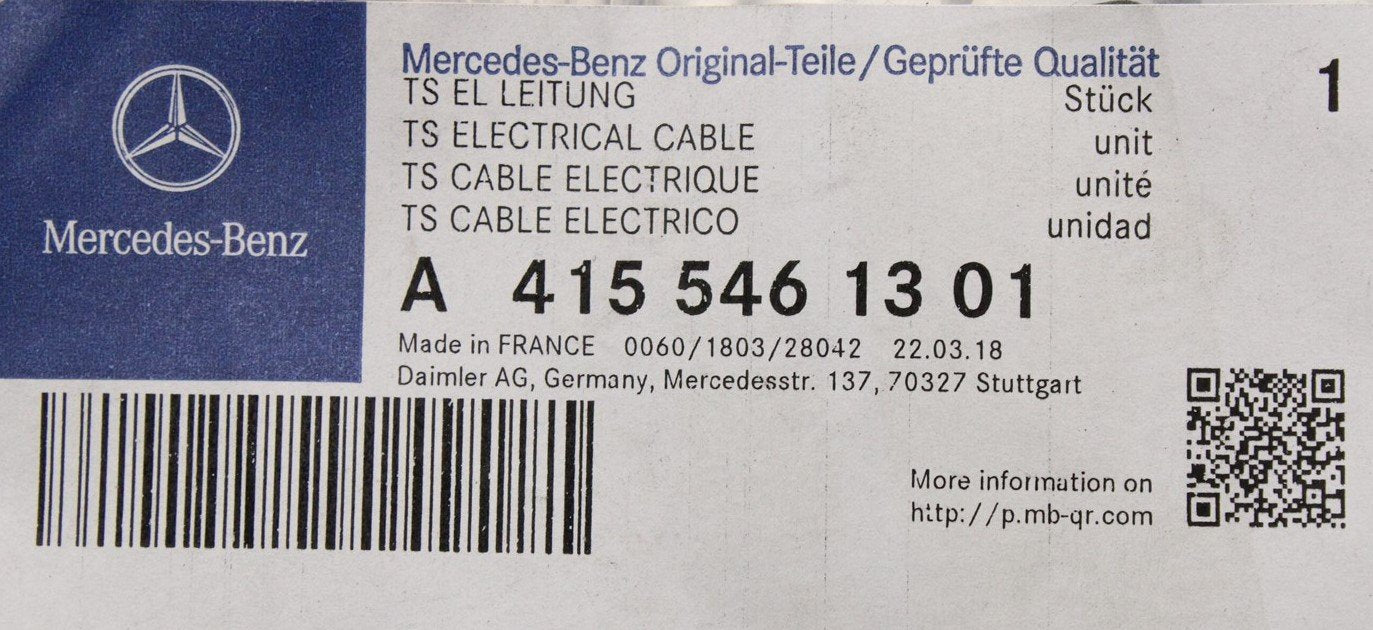 Mercedes-Benz
Mercedes-Benz Original-Teile/Geprüfte Qualität
TS EL LEITUNG Stück 1
TS ELECTRICAL CABLE unit
TS CABLE ELECTRIQUE unité
TS CABLE ELECTRICO unidad
A 415 546 13 01
Made in FRANCE 0060/1803/28042 22.03.18
Daimler AG, Germany, Mercedesstr. 137, 70327 Stuttgart
More information on
http://p.mb-qr.com